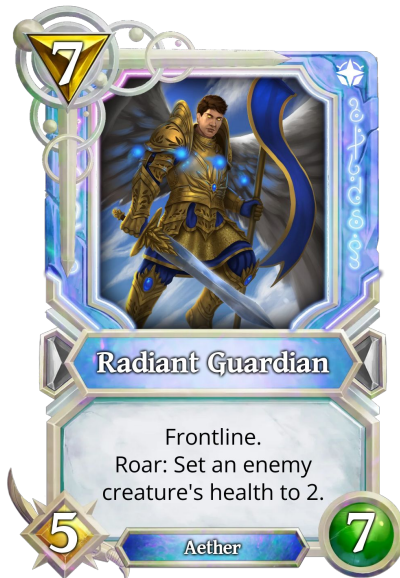 7
Radiant Guardian
Frontline.
Roar: Set an enemy
creature's health to 2.
5
Aether
7